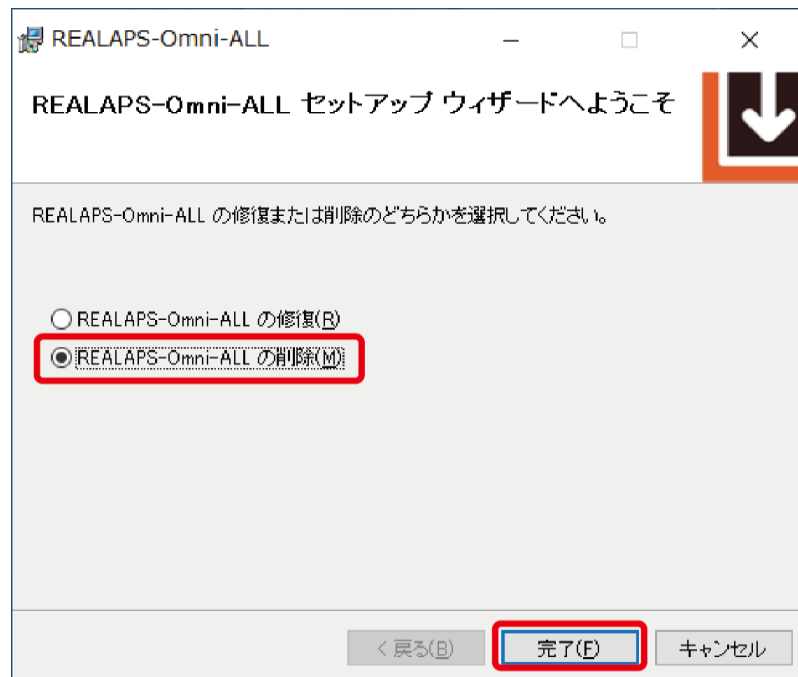 REALAPS-Omni-ALL
REALAPS-Omni-ALL セットアップ ウィザードへようこそ
REALAPS-Omni-ALL の修復または削除のどちらかを選択してください。
REALAPS-Omni-ALL の修復(R)
REALAPS-Omni-ALL の削除(M)
< 戻る(B) 完了(F) キャンセル